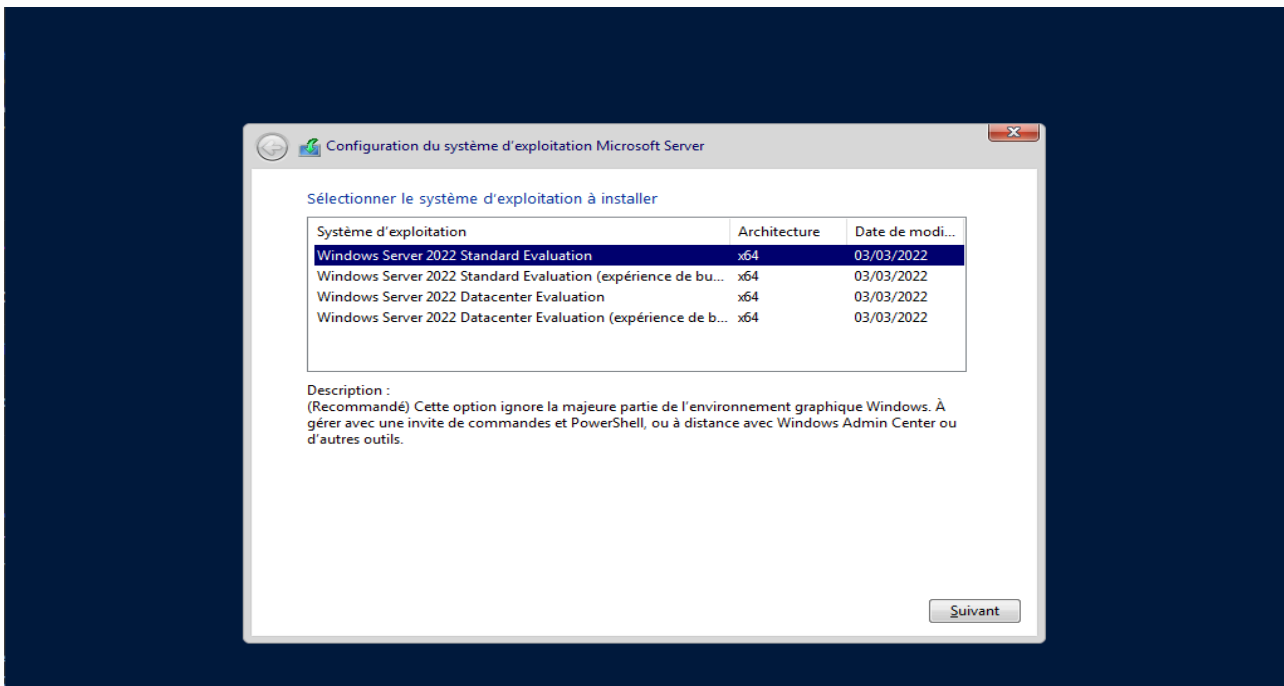 Configuration du système d'exploitation Microsoft Server
Sélectionner le système d'exploitation à installer
Système d'exploitation Architecture Date de modi...
Windows Server 2022 Standard Evaluation x64 03/03/2022
Windows Server 2022 Standard Evaluation (expérience de bu... x64 03/03/2022
Windows Server 2022 Datacenter Evaluation x64 03/03/2022
Windows Server 2022 Datacenter Evaluation (expérience de b... x64 03/03/2022
Description :
(Recommandé) Cette option ignore la majeure partie de l'environnement graphique Windows. À
gérer avec une invite de commandes et PowerShell, ou à distance avec Windows Admin Center ou
d'autres outils.
Suivant